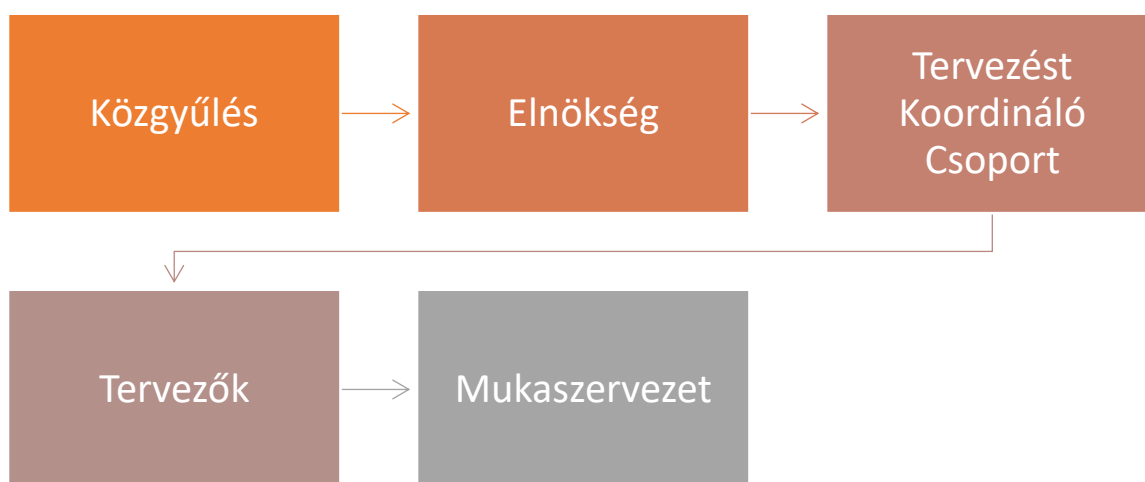 Közgyűlés
Elnökség
Tervezést
Koordináló
Csoport
Tervezők
Mukaszervezet